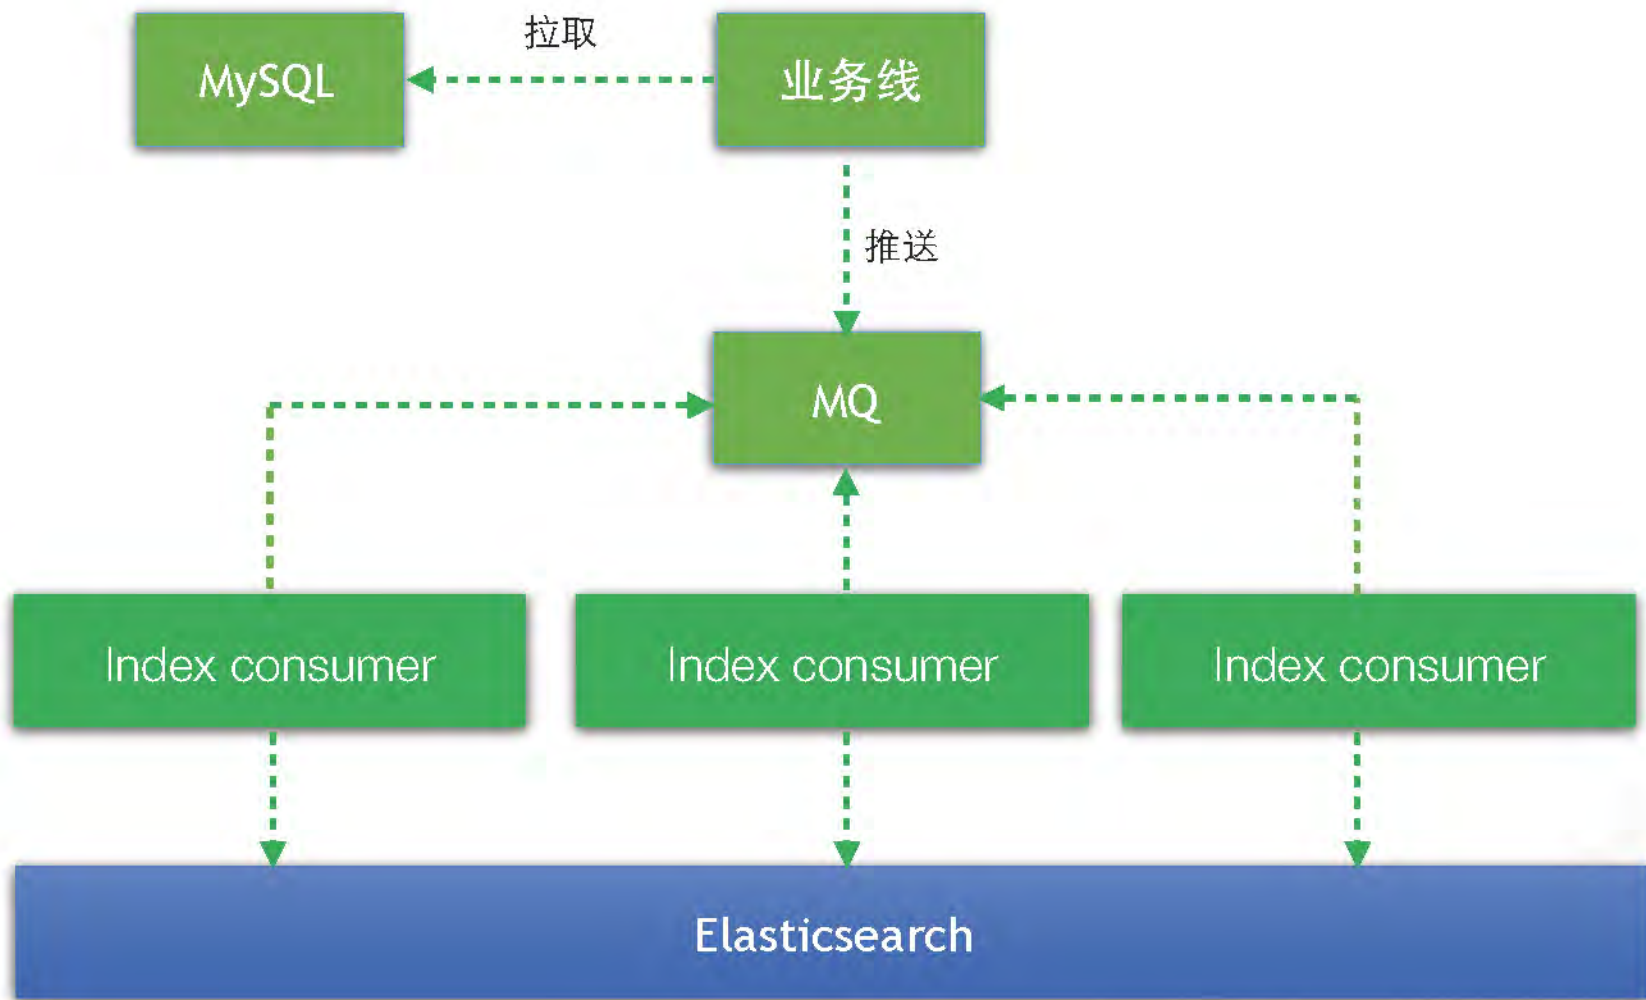 拉取
MySQL
业务线
推送
MQ
Index consumer
Index consumer
Index consumer
Elasticsearch